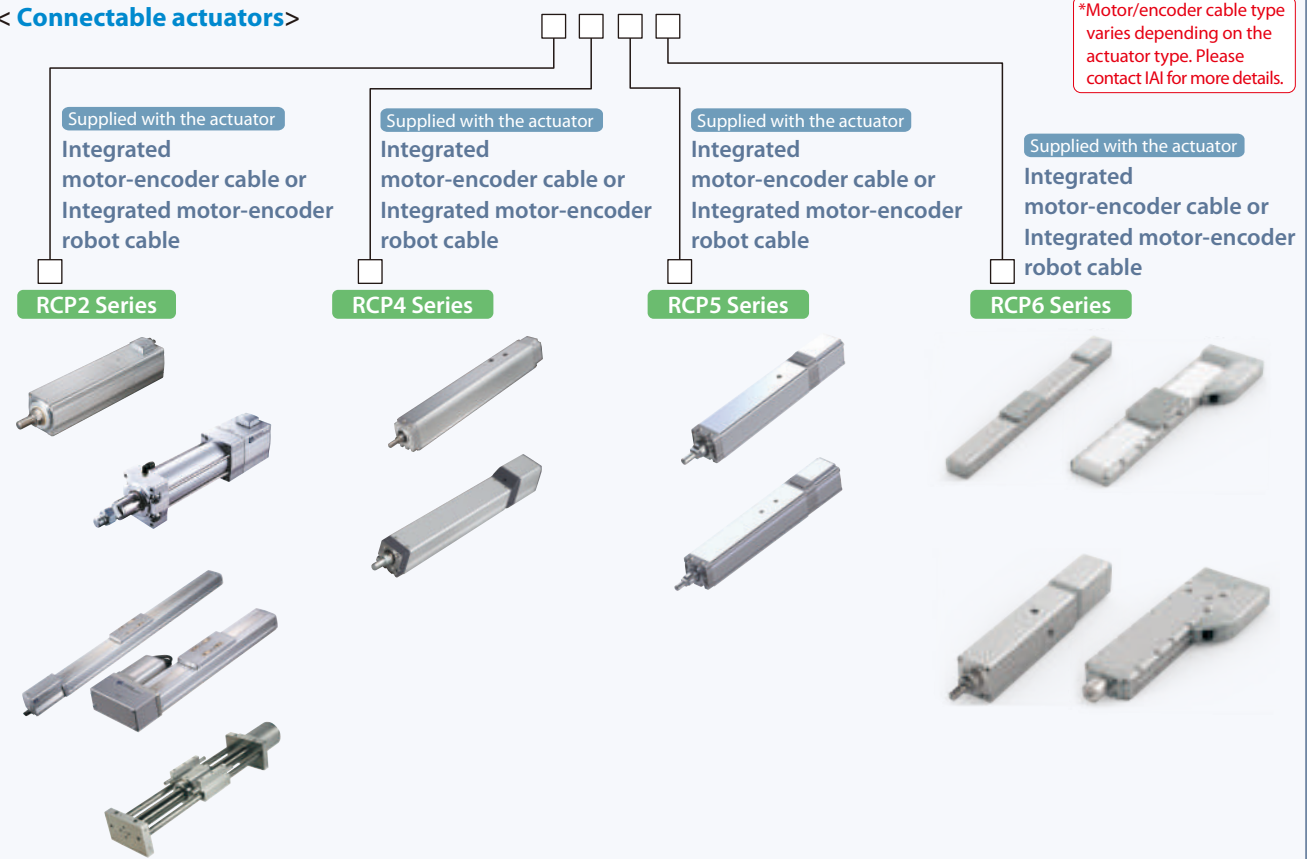 < Connectable actuators>
*Motor/encoder cable type
varies depending on the
actuator type. Please
contact IAI for more details.
Supplied with the actuator
Integrated
motor-encoder cable or
Integrated motor-encoder
robot cable
RCP2 Series
Supplied with the actuator
Integrated
motor-encoder cable or
Integrated motor-encoder
robot cable
RCP4 Series
Supplied with the actuator
Integrated
motor-encoder cable or
Integrated motor-encoder
robot cable
RCP5 Series
Supplied with the actuator
Integrated
motor-encoder cable or
Integrated motor-encoder
robot cable
RCP6 Series